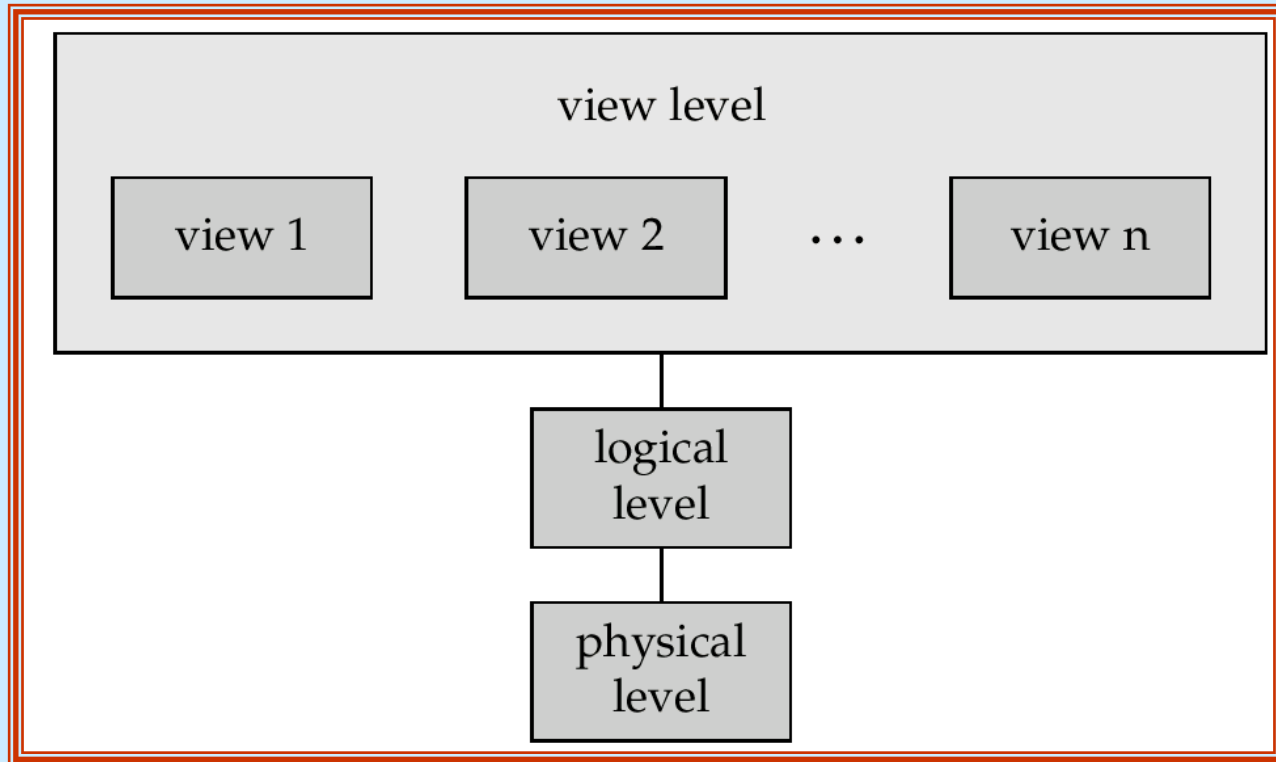 view level
view 1
view 2
...
view n
logical
level
physical
level